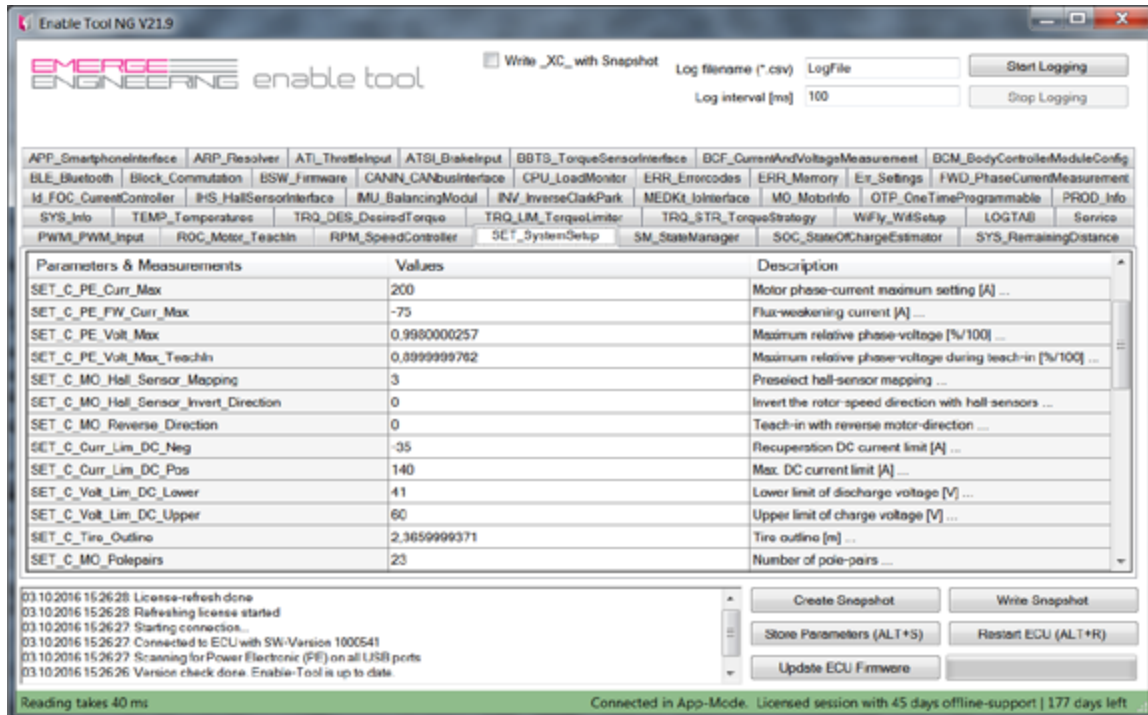 Enable Tool NG V21.9
EMERGE ENGINEERING enable tool
Write _XC_ with Snapshot
Log filename (*.csv) LogFile Start Logging
Log interval [ms] 100 Stop Logging
APP_SmartphoneInterface ARP_Resolver ATI_ThrottleInput ATSI_BrakeInput BBTS_TorqueSensorInterface BCF_CurrentAndVoltageMeasurement BCM_BodyControllerModuleConfig
BLE_Bluetooth Block_Commutation BSW_Firmware CANIN_CANbusInterface CPU_LoadMonitor ERR_Errorcodes ERR_Memory Err_Settings FWD_PhaseCurrentMeasurement
Id_FOC_CurrentController IHS_HallSensorInterface IMU_BalancingModul INV_InverseClarkPark MEDKit_IoInterface MO_MotorInfo OTP_OneTimeProgrammable PROD_Info
SYS_Info TEMP_Temperatures TRQ_DES_DesiredTorque TRQ_LIM_TorqueLimiter TRQ_STR_TorqueStrategy WiFly_WifiSetup LOGTAB Service
PWMI_PWM_Input ROC_Motor_TeachIn RPM_SpeedController SET_SystemSetup SM_StateManager SOC_StateOfChargeEstimator SYS_RemainingDistance
Parameters & Measurements Values Description
SET_C_PE_Curr_Max 200 Motor phase-current maximum setting [A] ...
SET_C_PE_FW_Curr_Max -75 Flux-weakening current [A] ...
SET_C_PE_Volt_Max 0,9980000257 Maximum relative phase-voltage [%/100] ...
SET_C_PE_Volt_Max_TeachIn 0,8999999762 Maximum relative phase-voltage during teach-in [%/100] ...
SET_C_MO_Hall_Sensor_Mapping 3 Preselect hall-sensor mapping ...
SET_C_MO_Hall_Sensor_Invert_Direction 0 Invert the rotor-speed direction with hall-sensors ...
SET_C_MO_Reverse_Direction 0 Teach-in with reverse motor-direction ...
SET_C_Curr_Lim_DC_Neg -35 Recuperation DC current limit [A] ...
SET_C_Curr_Lim_DC_Pos 140 Max. DC current limit [A] ...
SET_C_Volt_Lim_DC_Lower 41 Lower limit of discharge voltage [V] ...
SET_C_Volt_Lim_DC_Upper 60 Upper limit of charge voltage [V] ...
SET_C_Tire_Outline 2,3659999371 Tire outline [m] ...
SET_C_MO_Polepairs 23 Number of pole-pairs ...
03.10.2016 15:26:28: License-refresh done
03.10.2016 15:26:28: Refreshing license started
03.10.2016 15:26:27: Starting connection...
03.10.2016 15:26:27: Connected to ECU with SW-Version 1000541
03.10.2016 15:26:27: Scanning for Power Electronic (PE) on all USB ports
03.10.2016 15:26:26: Version check done. Enable-Tool is up to date.
Create Snapshot Write Snapshot
Store Parameters (ALT+S) Restart ECU (ALT+R)
Update ECU Firmware
Reading takes 40 ms Connected in App-Mode. Licensed session with 45 days offline-support | 177 days left